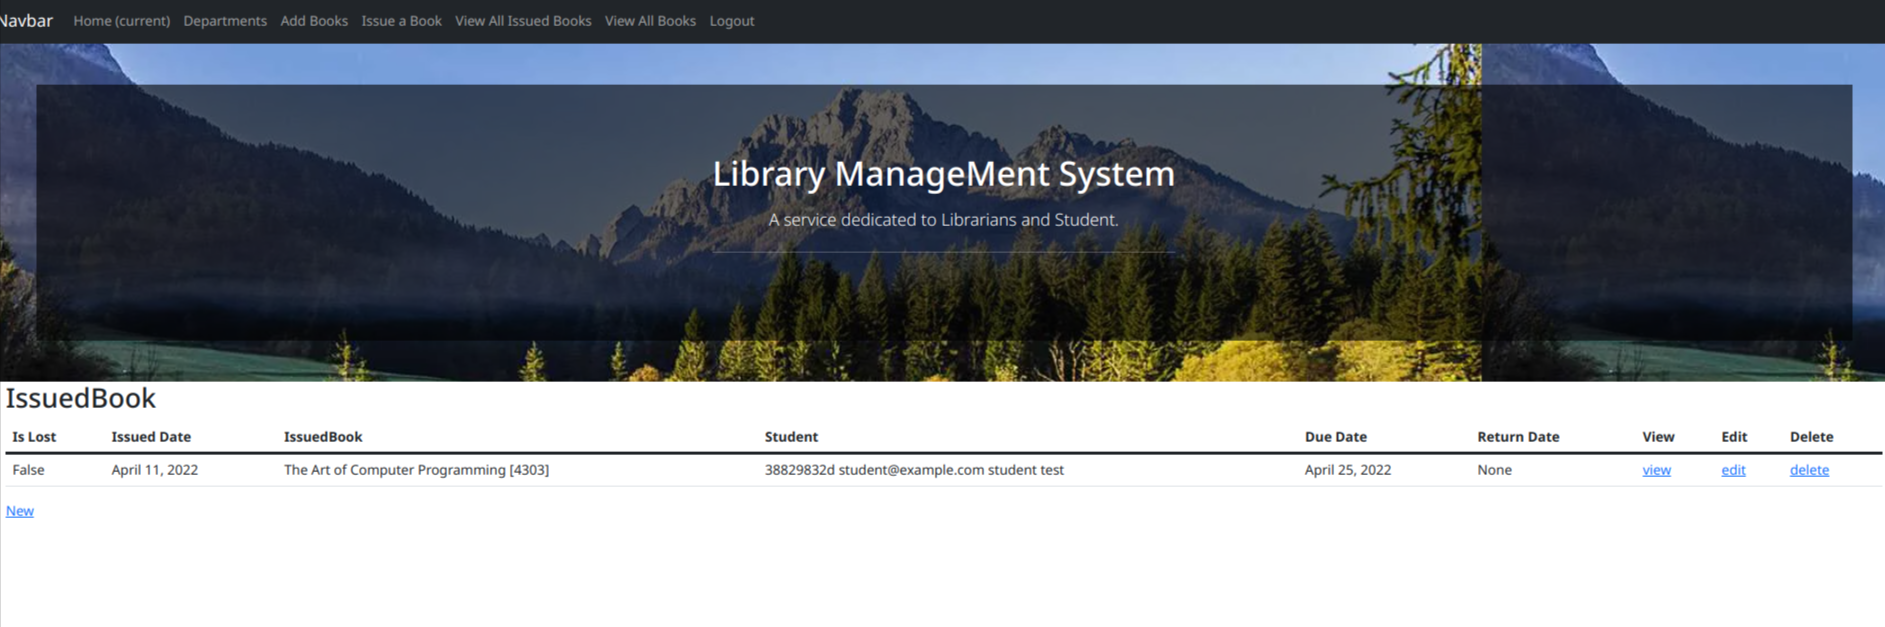 Navbar Home (current) Departments Add Books Issue a Book View All Issued Books View All Books Logout
Library ManageMent System
A service dedicated to Librarians and Student.
IssuedBook
Is Lost Issued Date IssuedBook Student Due Date Return Date View Edit Delete
False April 11, 2022 The Art of Computer Programming [4303] 38829832d student@example.com student test April 25, 2022 None view edit delete
New